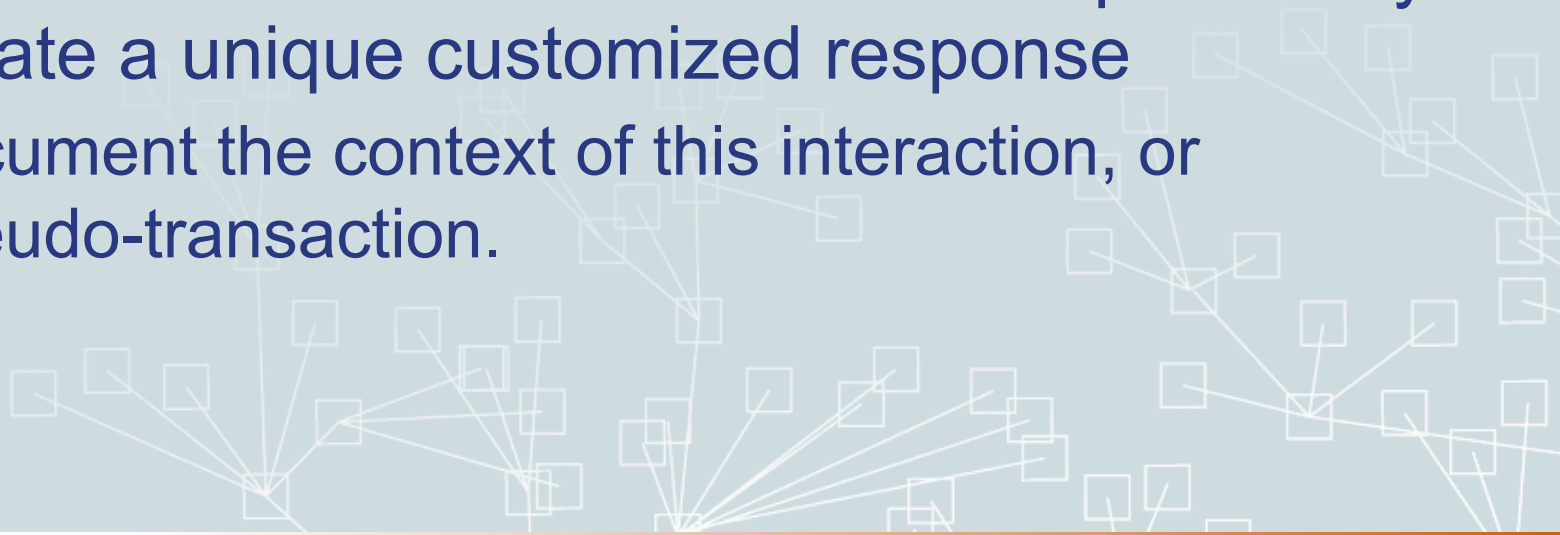 ate a unique customized response
cument the context of this interaction, or
eudo-transaction.